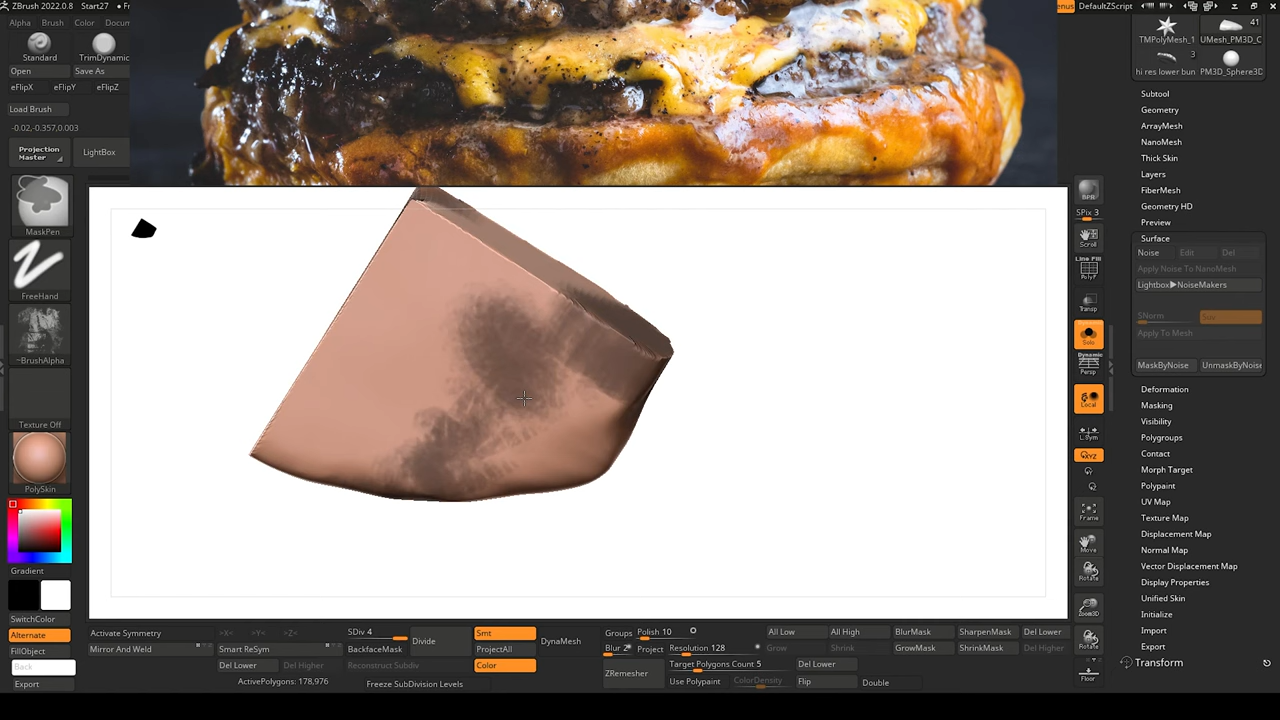 ZBrush 2022.0.8 Start27 • Fr
enus DefaultZScript
Alpha Brush Color Docum
Standard TrimDynamic
Open Save As
eFlipX eFlipY eFlipZ
Load Brush
-0.02,-0.357,0.003
Projection Master LightBox
MaskPen
FreeHand
~BrushAlpha
Texture Off
PolySkin
Gradient
SwitchColor
Alternate
FillObject
Back
Export
Activate Symmetry >X< >Y< >Z<
Mirror And Weld Smart ReSym
Del Lower Del Higher
ActivePolygons: 178,976
SDiv 4
BackfaceMask
Reconstruct Subdiv
Freeze SubDivision Levels
Divide
Smt
ProjectAll
Color
DynaMesh
Groups Polish 10
Blur 2 Resolution 128
Project
ZRemesher
Target Polygons Count 5
Use Polypaint ColorDensity
All Low All High BlurMask SharpenMask Del Lower
Grow Shrink GrowMask ShrinkMask Del Higher
Del Lower
Flip Double
BPR
SPix 3
Scroll
Line Fill
PolyF
Transp
Dynamic
Solo
Dynamic
Persp
Local
L.Sym
XYZ
Frame
Move
Rotate
Zoom3D
Rotate
Floor
41
TMPolyMesh_1 UMesh_PM3D_C
3
hi res lower bun PM3D_Sphere3D
Subtool
Geometry
ArrayMesh
NanoMesh
Thick Skin
Layers
FiberMesh
Geometry HD
Preview
Surface
Noise Edit Del
Apply Noise To NanoMesh
Lightbox▶NoiseMakers
SNorm Suv
Apply To Mesh
MaskByNoise UnmaskByNoise
Deformation
Masking
Visibility
Polygroups
Contact
Morph Target
Polypaint
UV Map
Texture Map
Displacement Map
Normal Map
Vector Displacement Map
Display Properties
Unified Skin
Initialize
Import
Export
Transform